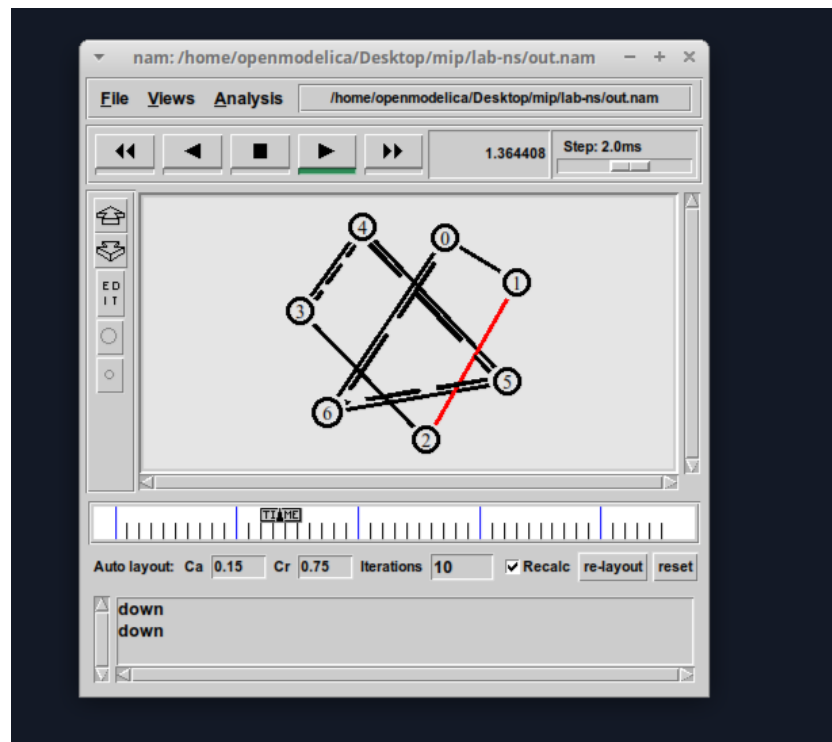 nam: /home/openmodelica/Desktop/mip/lab-ns/out.nam
File Views Analysis /home/openmodelica/Desktop/mip/lab-ns/out.nam
1.364408 Step: 2.0ms
4
0
1
ED
IT
3
5
6
2
TIME
Auto layout: Ca 0.15 Cr 0.75 Iterations 10 Recalc re-layout reset
down
down